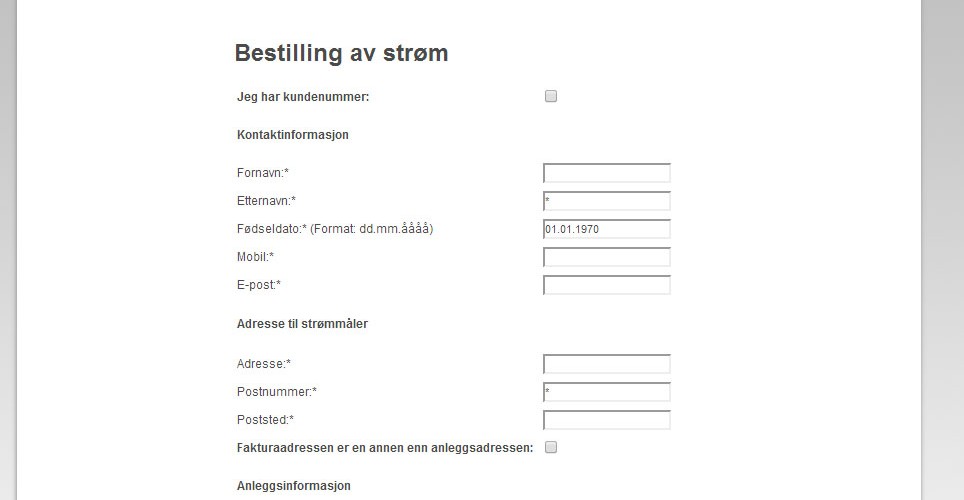 Bestilling av strøm
Jeg har kundenummer:
Kontaktinformasjon
Fornavn:*
Etternavn:* *
Fødseldato:* (Format: dd.mm.åååå) 01.01.1970
Mobil:*
E-post:*
Adresse til strømmåler
Adresse:*
Postnummer:* *
Poststed:*
Fakturaadressen er en annen enn anleggsadressen:
Anleggsinformasjon